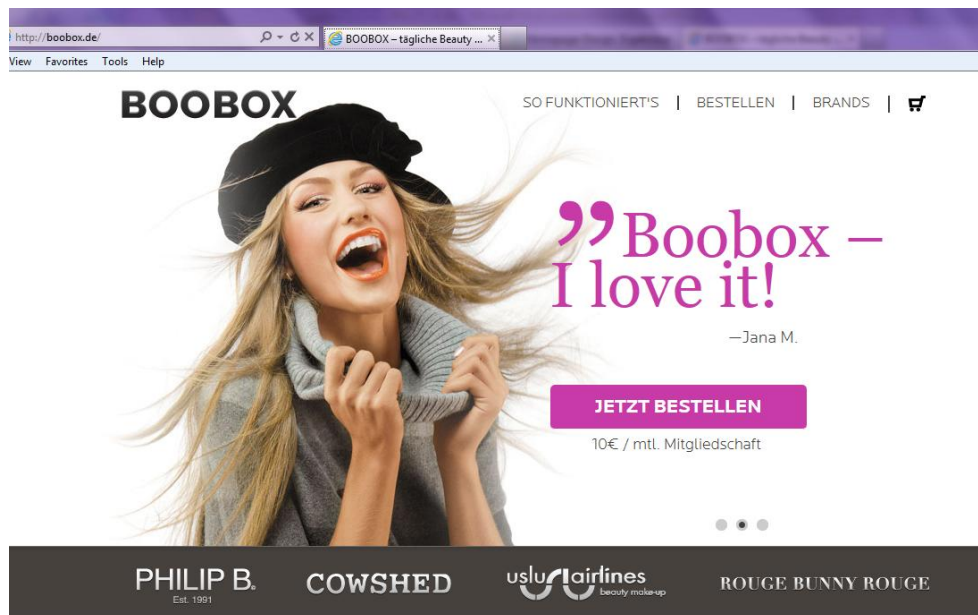 http://boobox.de/
BOOBOX – tägliche Beauty ...
View Favorites Tools Help
BOOBOX
SO FUNKTIONIERT'S | BESTELLEN | BRANDS |
”Boobox –
I love it!
—Jana M.
JETZT BESTELLEN
10€ / mtl. Mitgliedschaft
PHILIP B.
Est. 1991
COWSHED
uslu airlines
beauty make-up
ROUGE BUNNY ROUGE